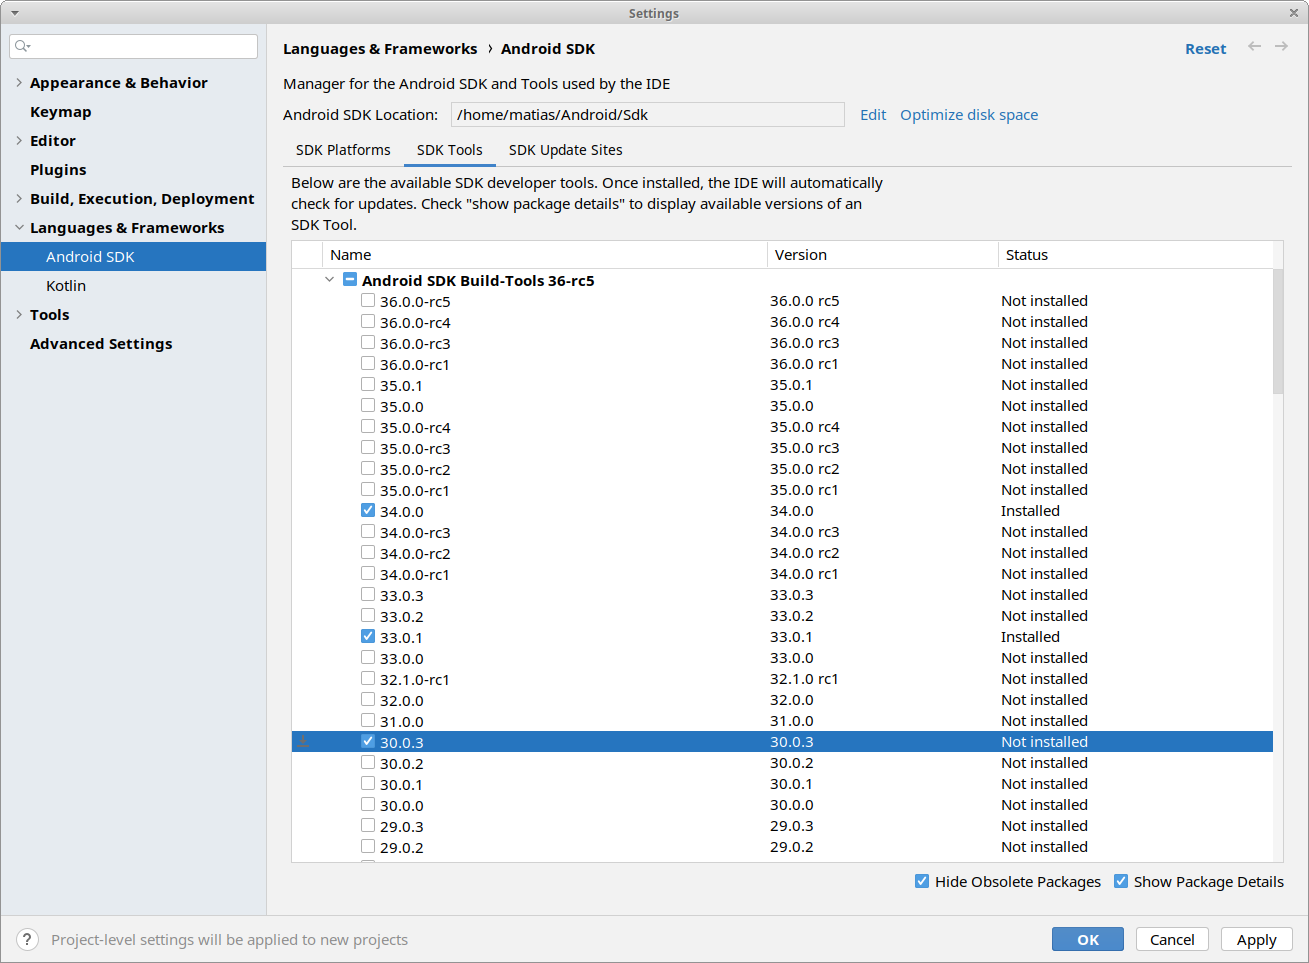 Settings
Languages & Frameworks › Android SDK
Reset
Appearance & Behavior
Keymap
Editor
Plugins
Build, Execution, Deployment
Languages & Frameworks
Android SDK
Kotlin
Tools
Advanced Settings
Manager for the Android SDK and Tools used by the IDE
Android SDK Location: /home/matias/Android/Sdk Edit Optimize disk space
SDK Platforms SDK Tools SDK Update Sites
Below are the available SDK developer tools. Once installed, the IDE will automatically
check for updates. Check "show package details" to display available versions of an
SDK Tool.
Name Version Status
Android SDK Build-Tools 36-rc5
36.0.0-rc5 36.0.0 rc5 Not installed
36.0.0-rc4 36.0.0 rc4 Not installed
36.0.0-rc3 36.0.0 rc3 Not installed
36.0.0-rc1 36.0.0 rc1 Not installed
35.0.1 35.0.1 Not installed
35.0.0 35.0.0 Not installed
35.0.0-rc4 35.0.0 rc4 Not installed
35.0.0-rc3 35.0.0 rc3 Not installed
35.0.0-rc2 35.0.0 rc2 Not installed
35.0.0-rc1 35.0.0 rc1 Not installed
34.0.0 34.0.0 Installed
34.0.0-rc3 34.0.0 rc3 Not installed
34.0.0-rc2 34.0.0 rc2 Not installed
34.0.0-rc1 34.0.0 rc1 Not installed
33.0.3 33.0.3 Not installed
33.0.2 33.0.2 Not installed
33.0.1 33.0.1 Installed
33.0.0 33.0.0 Not installed
32.1.0-rc1 32.1.0 rc1 Not installed
32.0.0 32.0.0 Not installed
31.0.0 31.0.0 Not installed
30.0.3 30.0.3 Not installed
30.0.2 30.0.2 Not installed
30.0.1 30.0.1 Not installed
30.0.0 30.0.0 Not installed
29.0.3 29.0.3 Not installed
29.0.2 29.0.2 Not installed
Hide Obsolete Packages Show Package Details
? Project-level settings will be applied to new projects
OK Cancel Apply